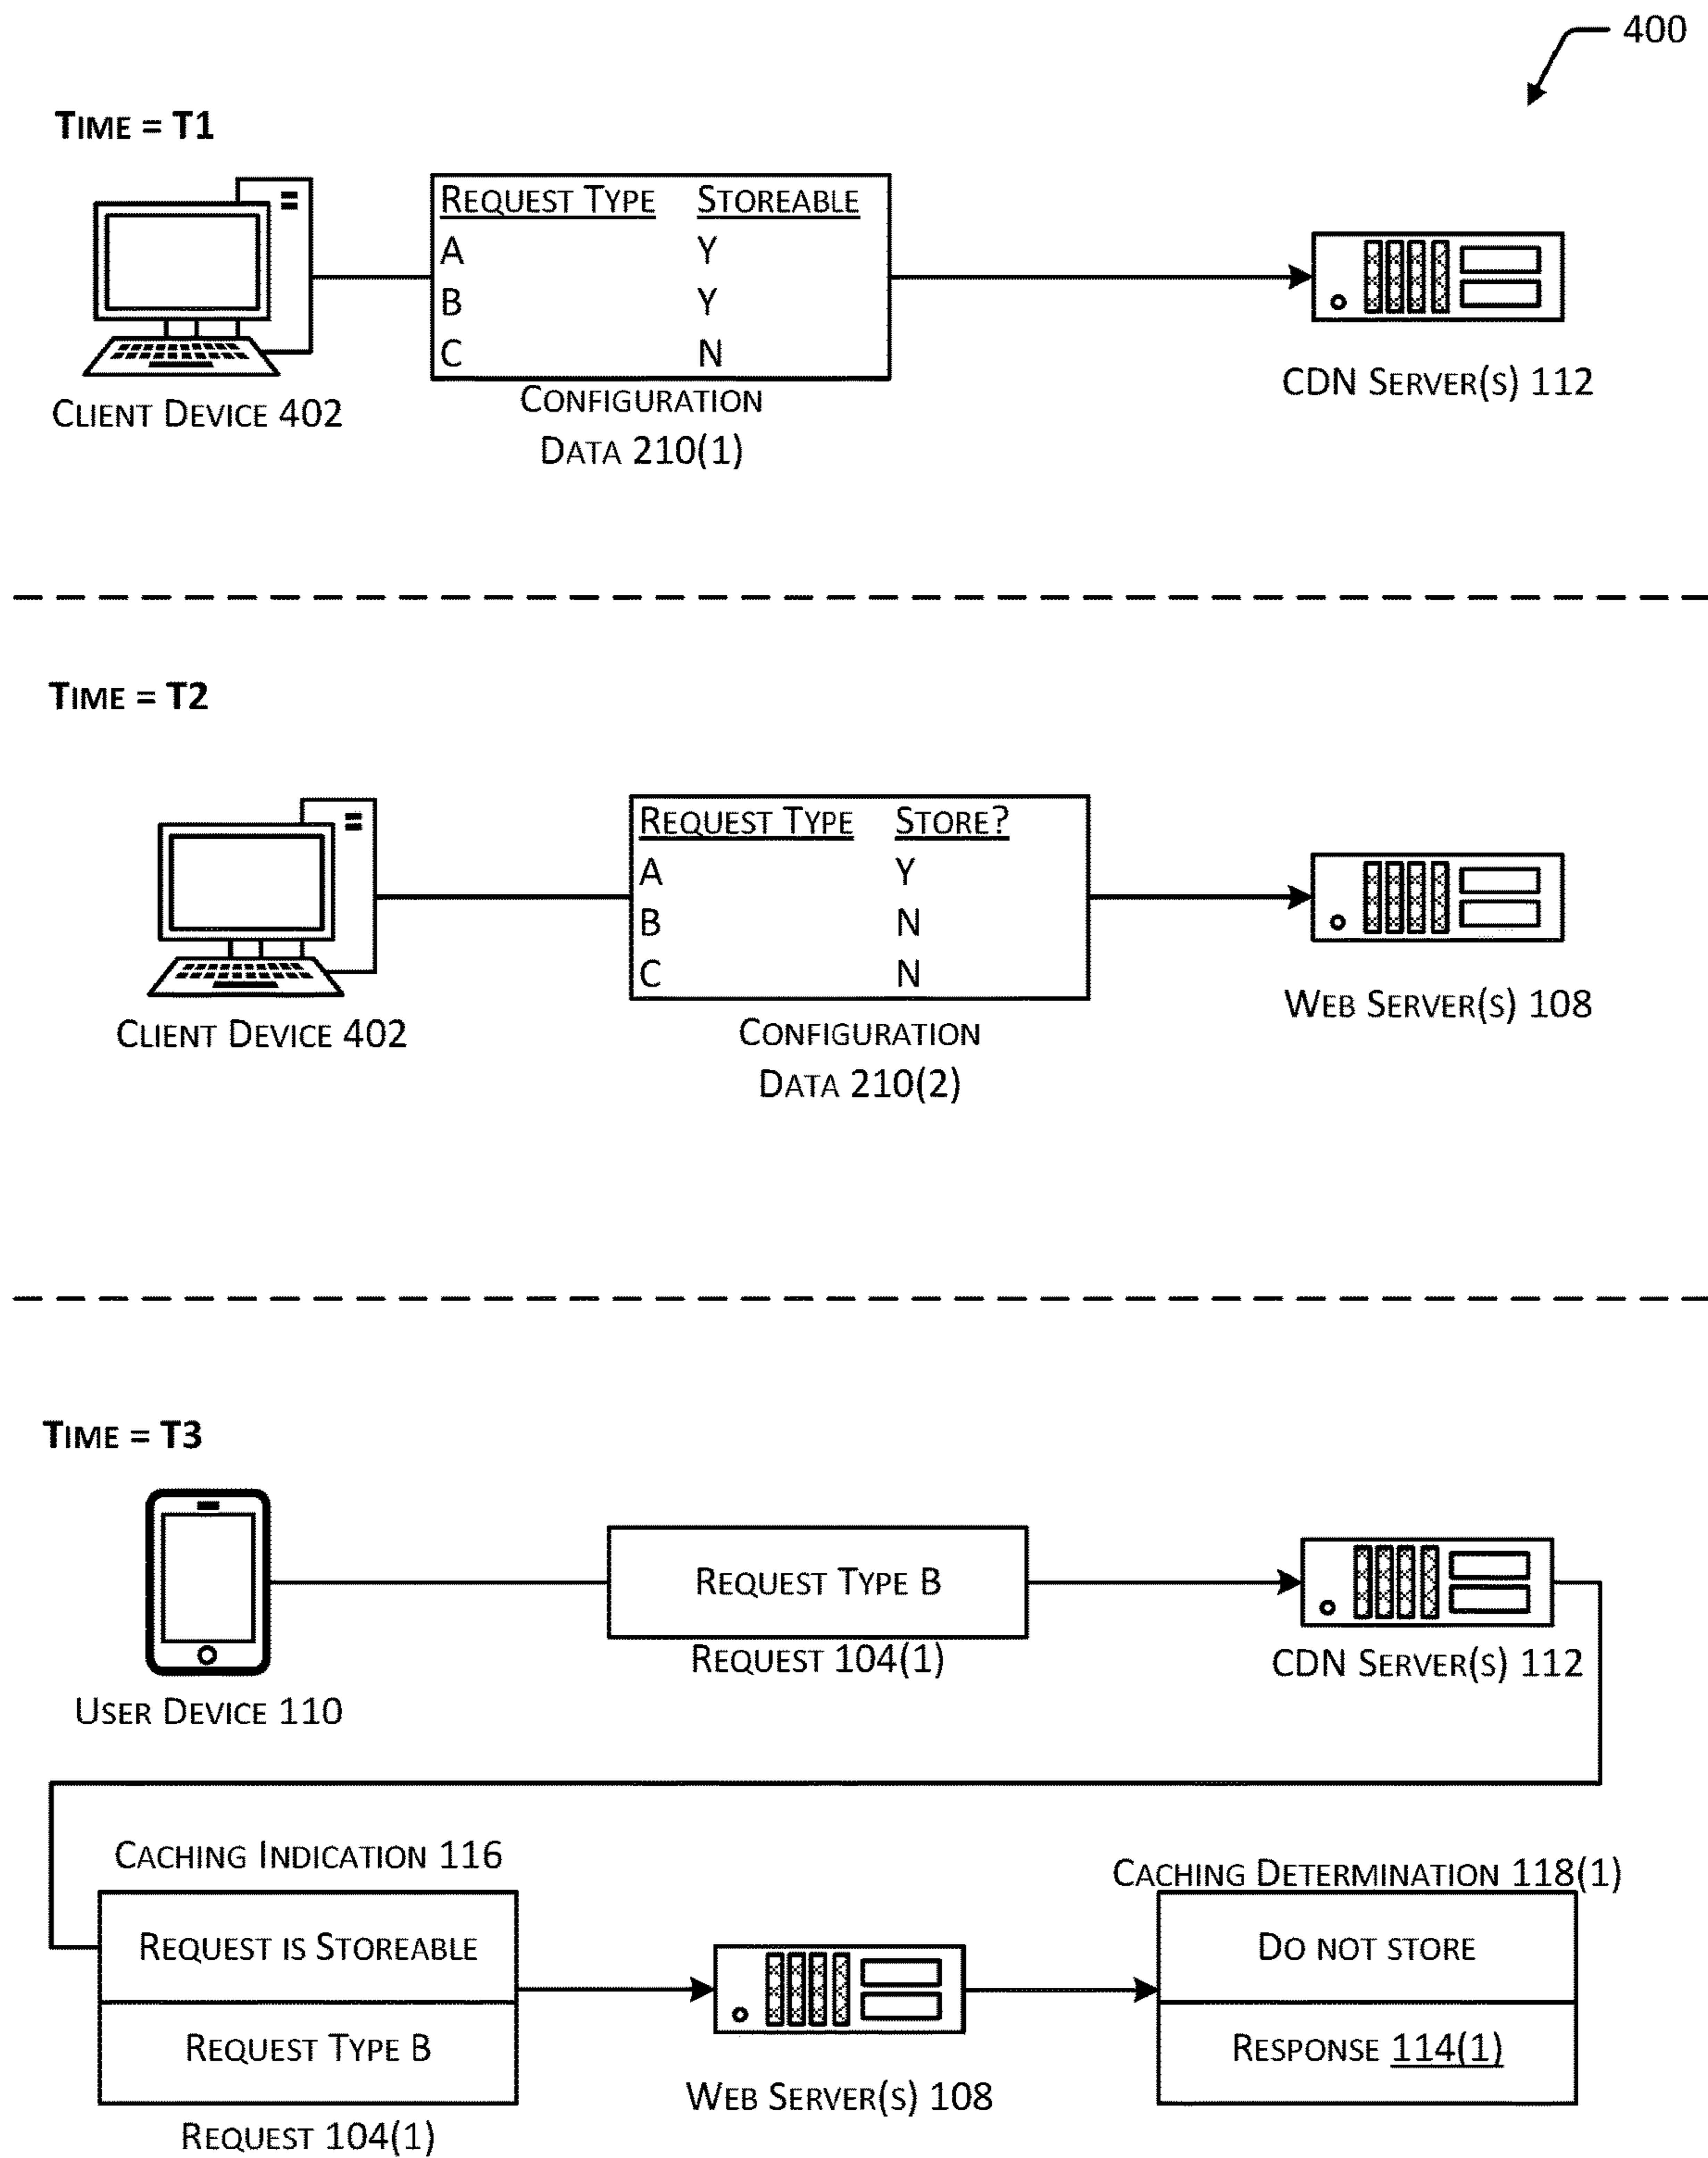 400
TIME = T1
REQUEST TYPE STOREABLE
A Y
B Y
C N
CLIENT DEVICE 402
CONFIGURATION
DATA 210(1)
CDN SERVER(S) 112
TIME = T2
REQUEST TYPE STORE?
A Y
B N
C N
CLIENT DEVICE 402
CONFIGURATION
DATA 210(2)
WEB SERVER(S) 108
TIME = T3
REQUEST TYPE B
REQUEST 104(1)
CDN SERVER(S) 112
USER DEVICE 110
CACHING INDICATION 116
REQUEST IS STOREABLE
REQUEST TYPE B
REQUEST 104(1)
WEB SERVER(S) 108
CACHING DETERMINATION 118(1)
DO NOT STORE
RESPONSE 114(1)